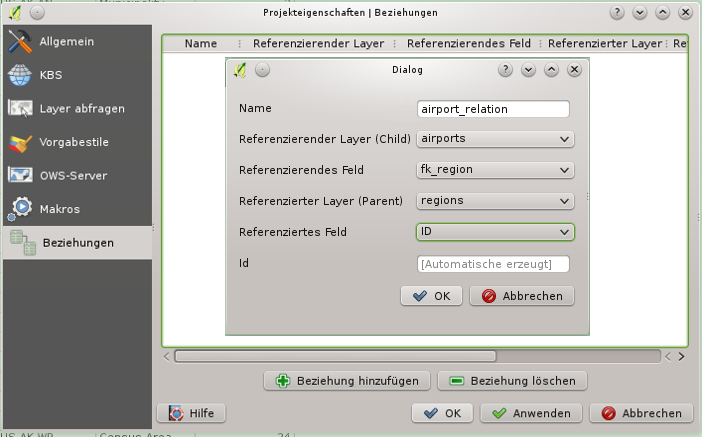 Projekteigenschaften | Beziehungen
Allgemein
KBS
Layer abfragen
Vorgabestile
OWS-Server
Makros
Beziehungen
Name Referenzierender Layer Referenzierendes Feld Referenzierter Layer Re
Dialog
Name airport_relation
Referenzierender Layer (Child) airports
Referenzierendes Feld fk_region
Referenzierter Layer (Parent) regions
Referenziertes Feld ID
Id [Automatische erzeugt]
OK Abbrechen
Beziehung hinzufügen Beziehung löschen
Hilfe OK Anwenden Abbrechen